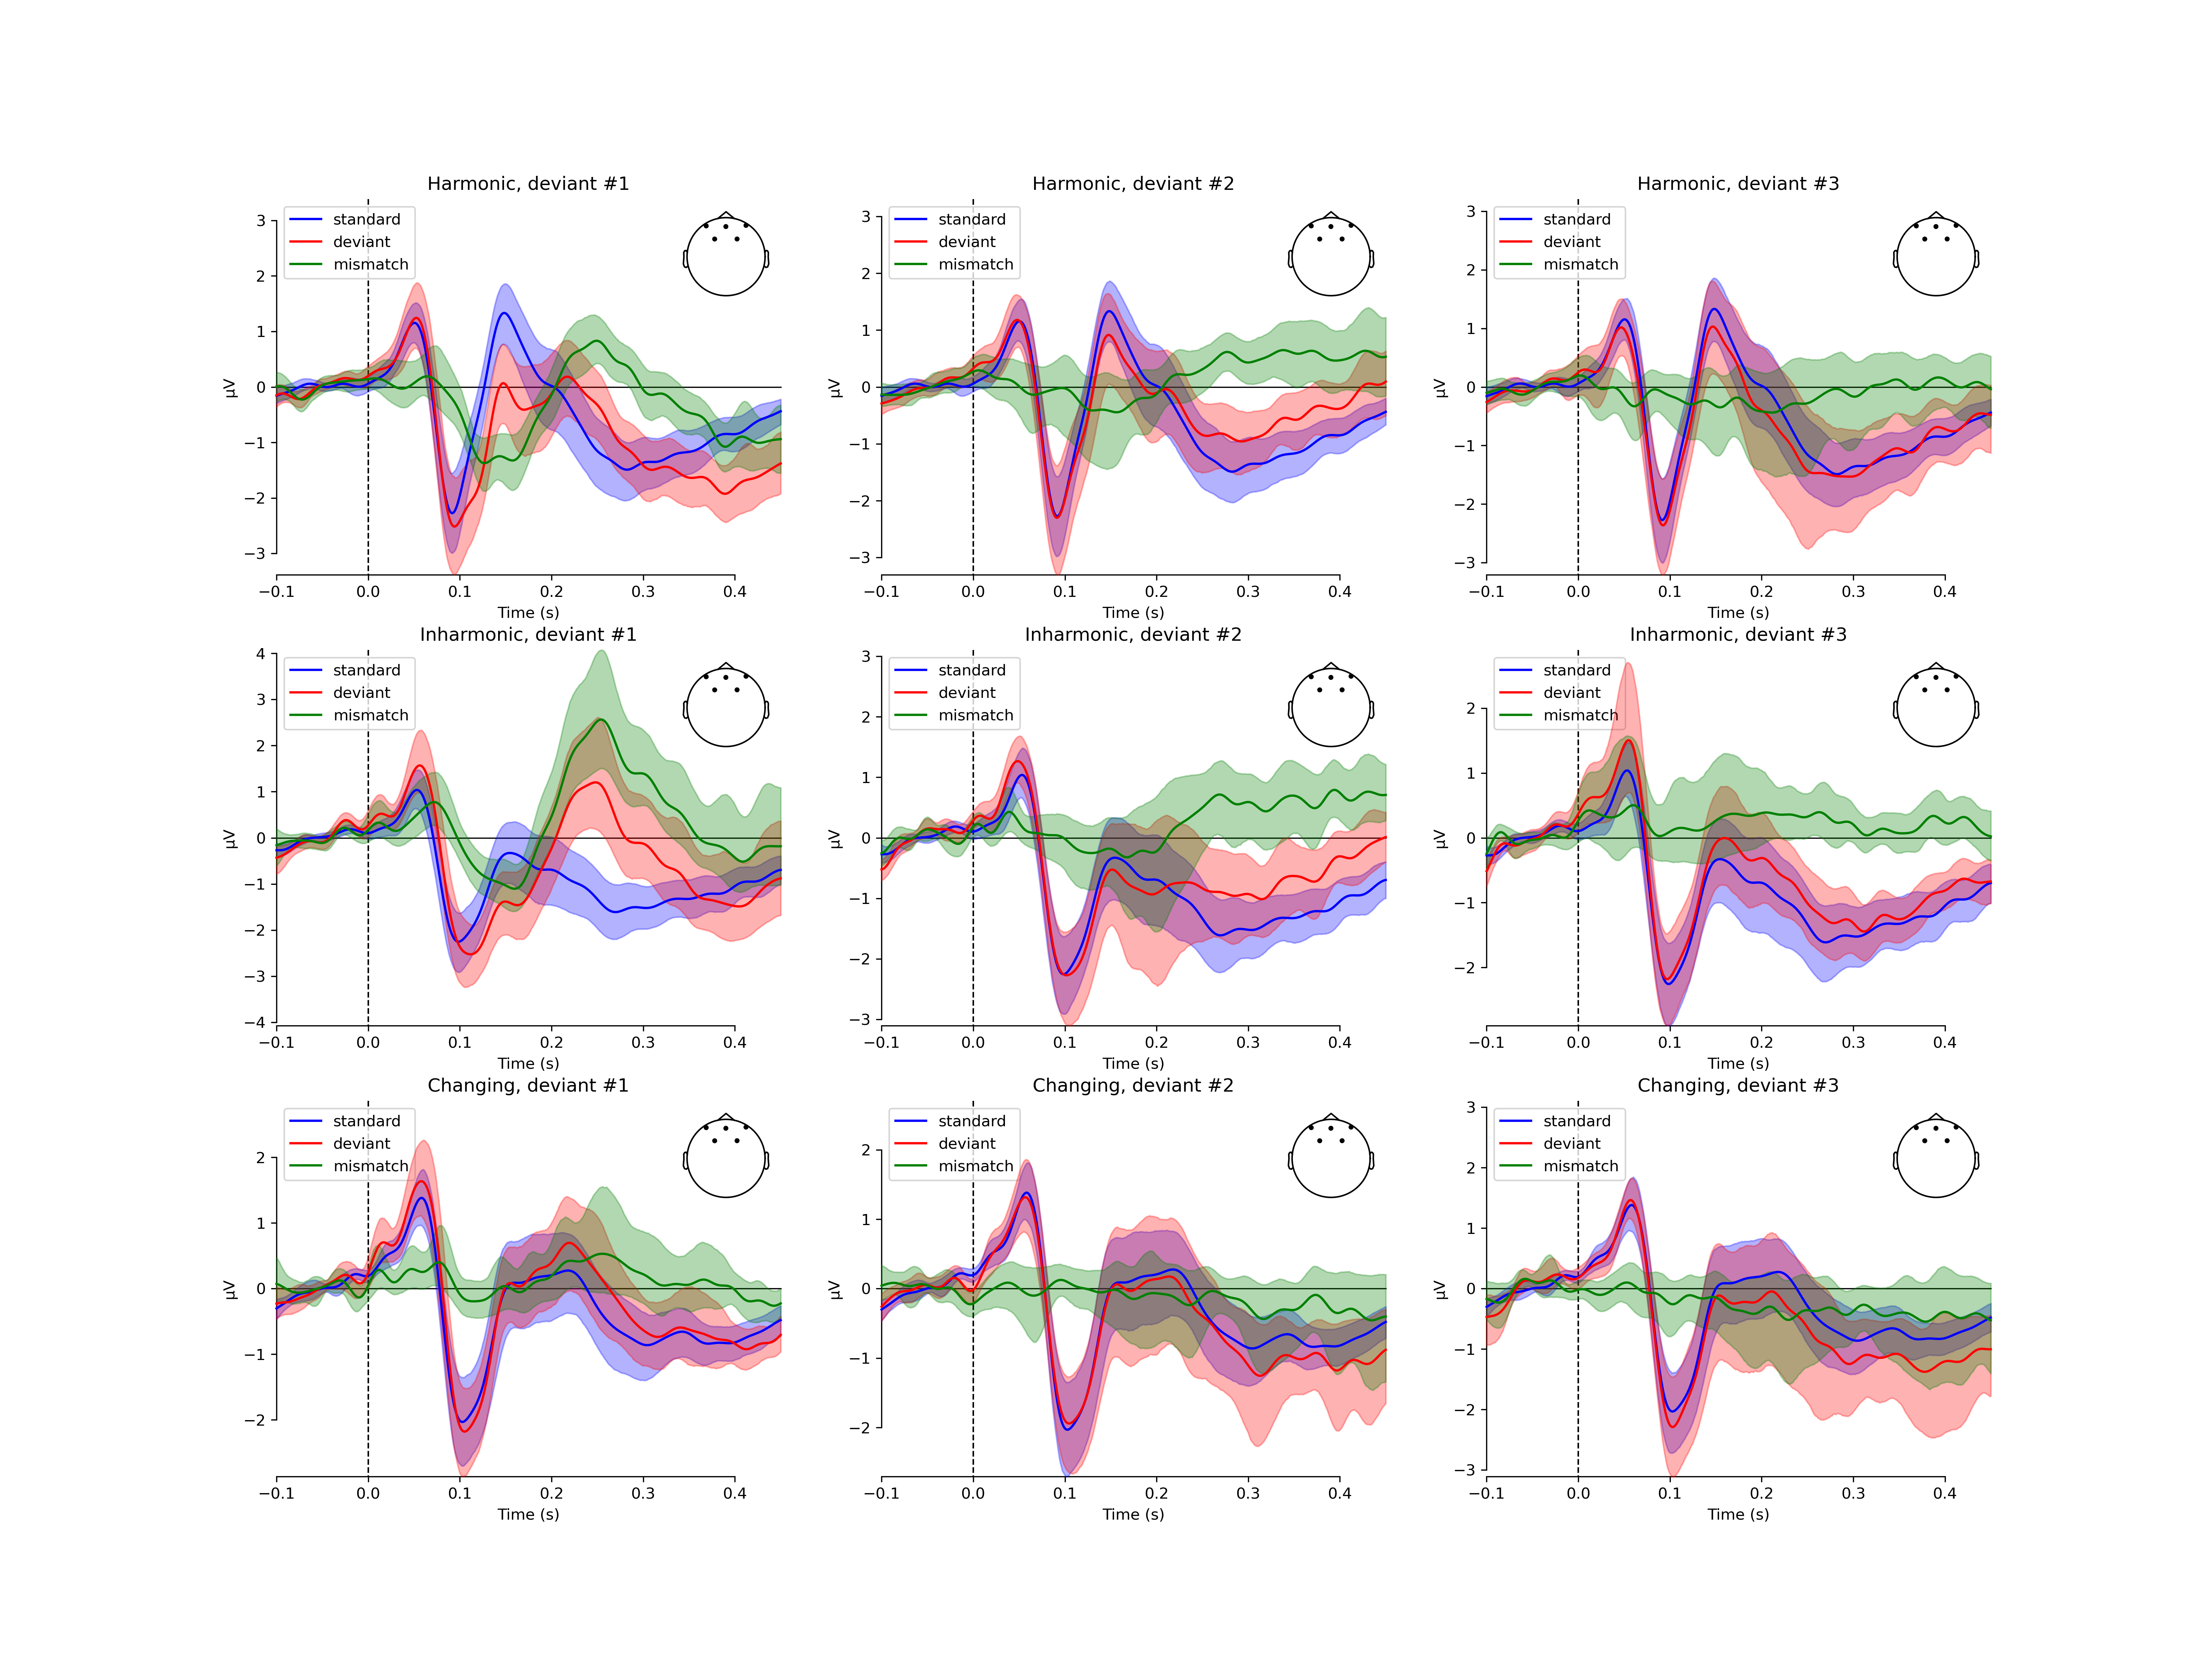 Harmonic, deviant #1
standard
deviant
mismatch
3
2
1
0
−1
−2
−3
µV
−0.1 0.0 0.1 0.2 0.3 0.4
Time (s)
Harmonic, deviant #2
standard
deviant
mismatch
3
2
1
0
−1
−2
−3
µV
−0.1 0.0 0.1 0.2 0.3 0.4
Time (s)
Harmonic, deviant #3
standard
deviant
mismatch
3
2
1
0
−1
−2
−3
µV
−0.1 0.0 0.1 0.2 0.3 0.4
Time (s)
Inharmonic, deviant #1
standard
deviant
mismatch
4
3
2
1
0
−1
−2
−3
−4
µV
−0.1 0.0 0.1 0.2 0.3 0.4
Time (s)
Inharmonic, deviant #2
standard
deviant
mismatch
3
2
1
0
−1
−2
−3
µV
−0.1 0.0 0.1 0.2 0.3 0.4
Time (s)
Inharmonic, deviant #3
standard
deviant
mismatch
2
1
0
−1
−2
µV
−0.1 0.0 0.1 0.2 0.3 0.4
Time (s)
Changing, deviant #1
standard
deviant
mismatch
2
1
0
−1
−2
µV
−0.1 0.0 0.1 0.2 0.3 0.4
Time (s)
Changing, deviant #2
standard
deviant
mismatch
2
1
0
−1
−2
µV
−0.1 0.0 0.1 0.2 0.3 0.4
Time (s)
Changing, deviant #3
standard
deviant
mismatch
3
2
1
0
−1
−2
−3
µV
−0.1 0.0 0.1 0.2 0.3 0.4
Time (s)